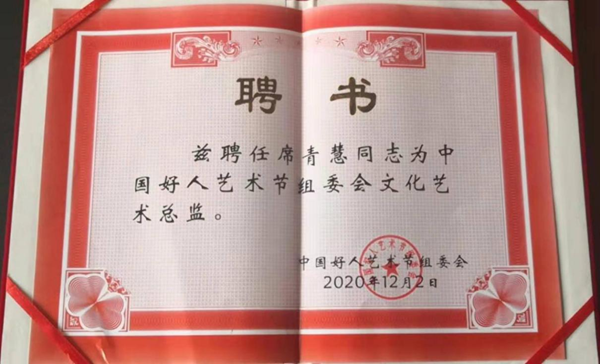 聘书
兹聘任席青慧同志为中
国好人艺术节组委会文化艺
术总监。
中国好人艺术节组委会
2020年12月2日